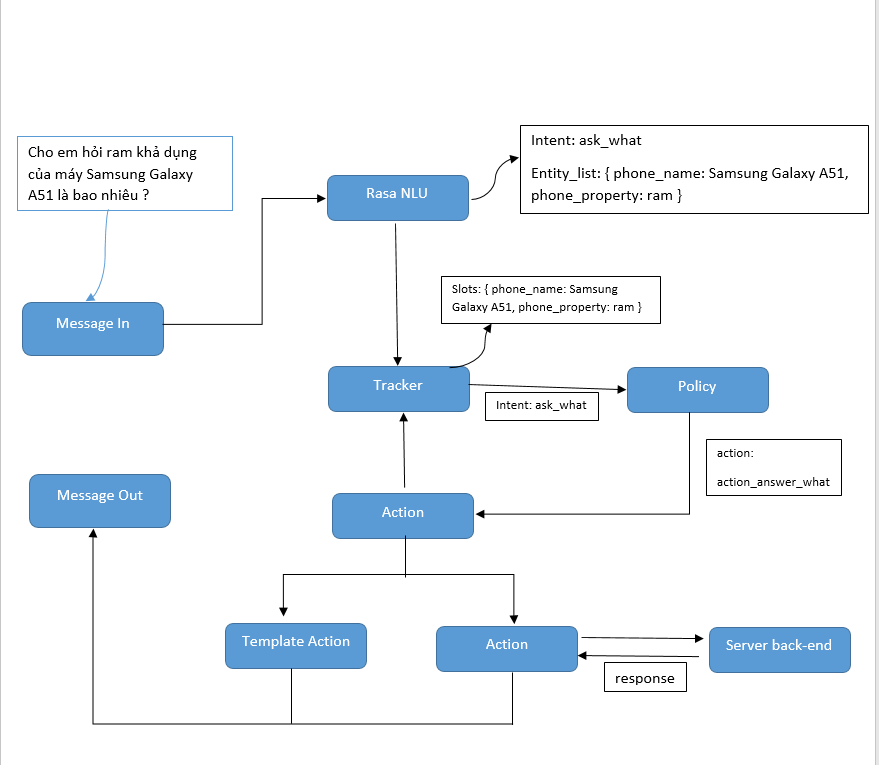 Cho em hỏi ram khả dụng
của máy Samsung Galaxy
A51 là bao nhiêu ?
Rasa NLU
Intent: ask_what
Entity_list: { phone_name: Samsung Galaxy A51,
phone_property: ram }
Message In
Slots: { phone_name: Samsung
Galaxy A51, phone_property: ram }
Tracker
Intent: ask_what
Policy
action:
action_answer_what
Message Out
Action
Template Action
Action
Server back-end
response